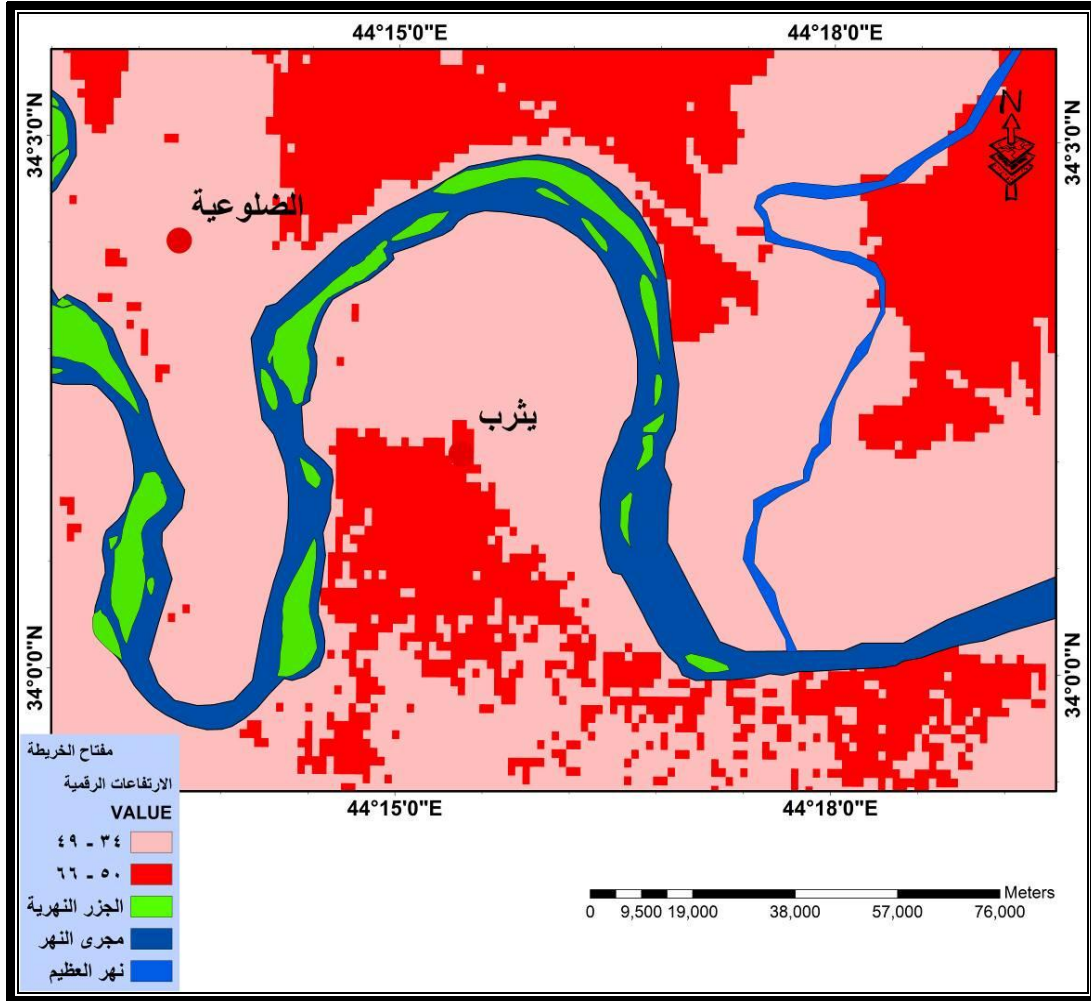 44°15'0"E 44°18'0"E
34°3'0"N 34°3'0"N
N
الضلوعية
يثرب
34°0'0"N 34°0'0"N
44°15'0"E 44°18'0"E
مفتاح الخريطة
الارتفاعات الرقمية
VALUE
٣٤ - ٤٩
٥٠ - ٦٦
الجزر النهرية
مجرى النهر
نهر العظيم
Meters
0 9,500 19,000 38,000 57,000 76,000